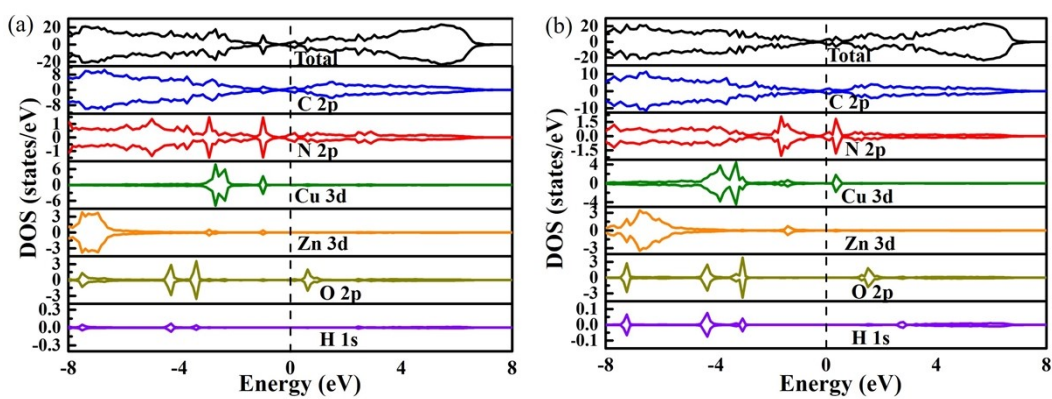 (a)
DOS (states/eV)
20
0
-20
Total
8
0
-8
C 2p
1
0
-1
N 2p
6
0
-6
Cu 3d
3
0
-3
Zn 3d
3
0
-3
O 2p
0.3
0.0
-0.3
H 1s
-8 -4 0 4 8
Energy (eV)
(b)
DOS (states/eV)
20
0
-20
Total
10
0
-10
C 2p
1.5
0.0
-1.5
N 2p
4
0
-4
Cu 3d
3
0
-3
Zn 3d
3
0
-3
O 2p
0.1
0.0
-0.1
H 1s
-8 -4 0 4 8
Energy (eV)